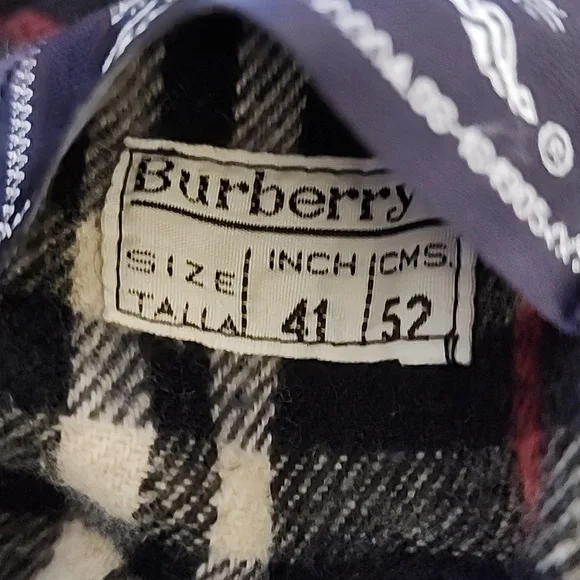 Burberry
SIZE INCH CMS.
TALLA 41 52